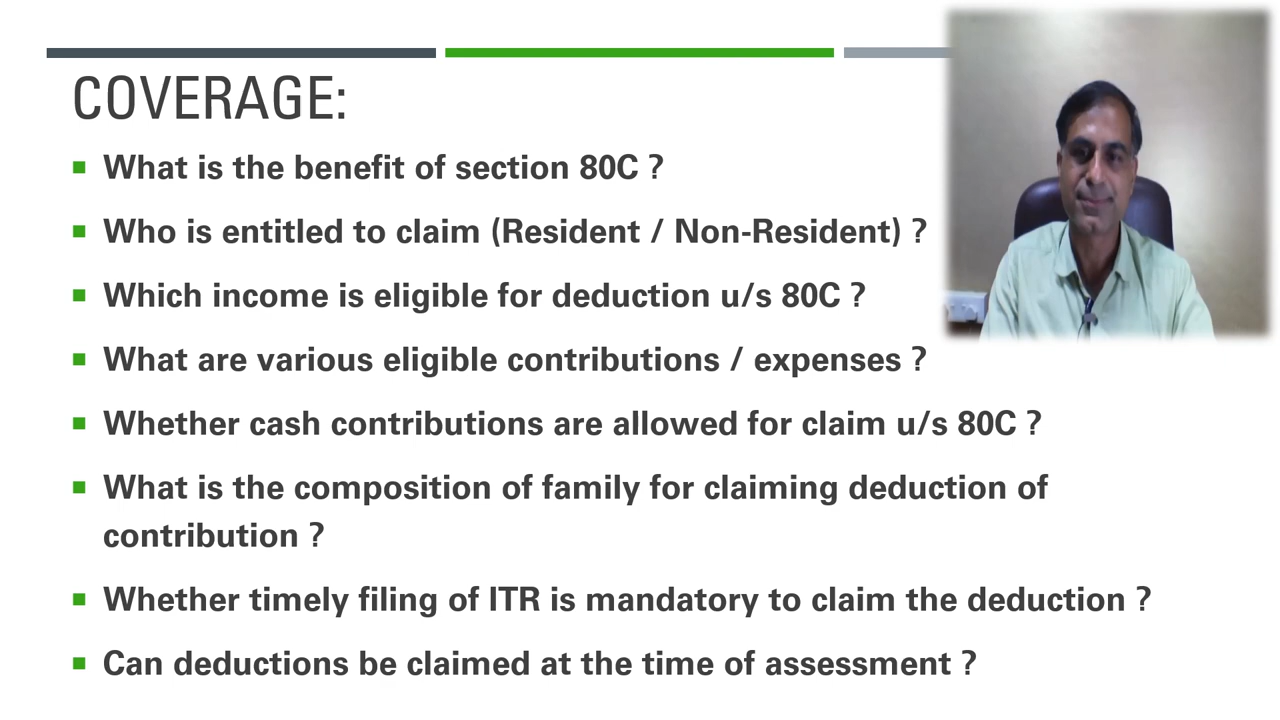 COVERAGE:
What is the benefit of section 80C ?
Who is entitled to claim (Resident / Non-Resident) ?
Which income is eligible for deduction u/s 80C ?
What are various eligible contributions / expenses ?
Whether cash contributions are allowed for claim u/s 80C ?
What is the composition of family for claiming deduction of
contribution ?
Whether timely filing of ITR is mandatory to claim the deduction ?
Can deductions be claimed at the time of assessment ?